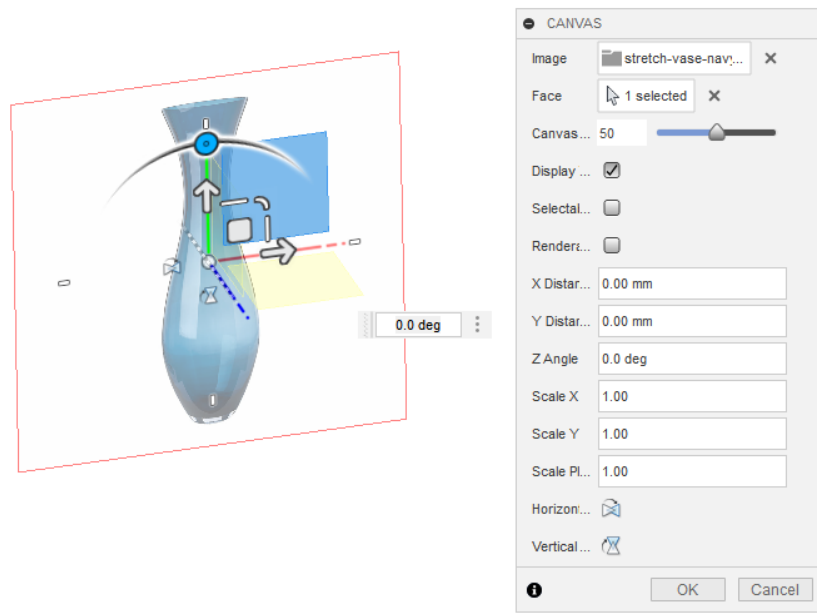 CANVAS
Image stretch-vase-navy...
Face 1 selected
Canvas... 50
Display ...
Selectal...
Rendera...
X Distar... 0.00 mm
Y Distar... 0.00 mm
Z Angle 0.0 deg
Scale X 1.00
Scale Y 1.00
Scale Pl... 1.00
Horizon...
Vertical ...
OK Cancel
0.0 deg